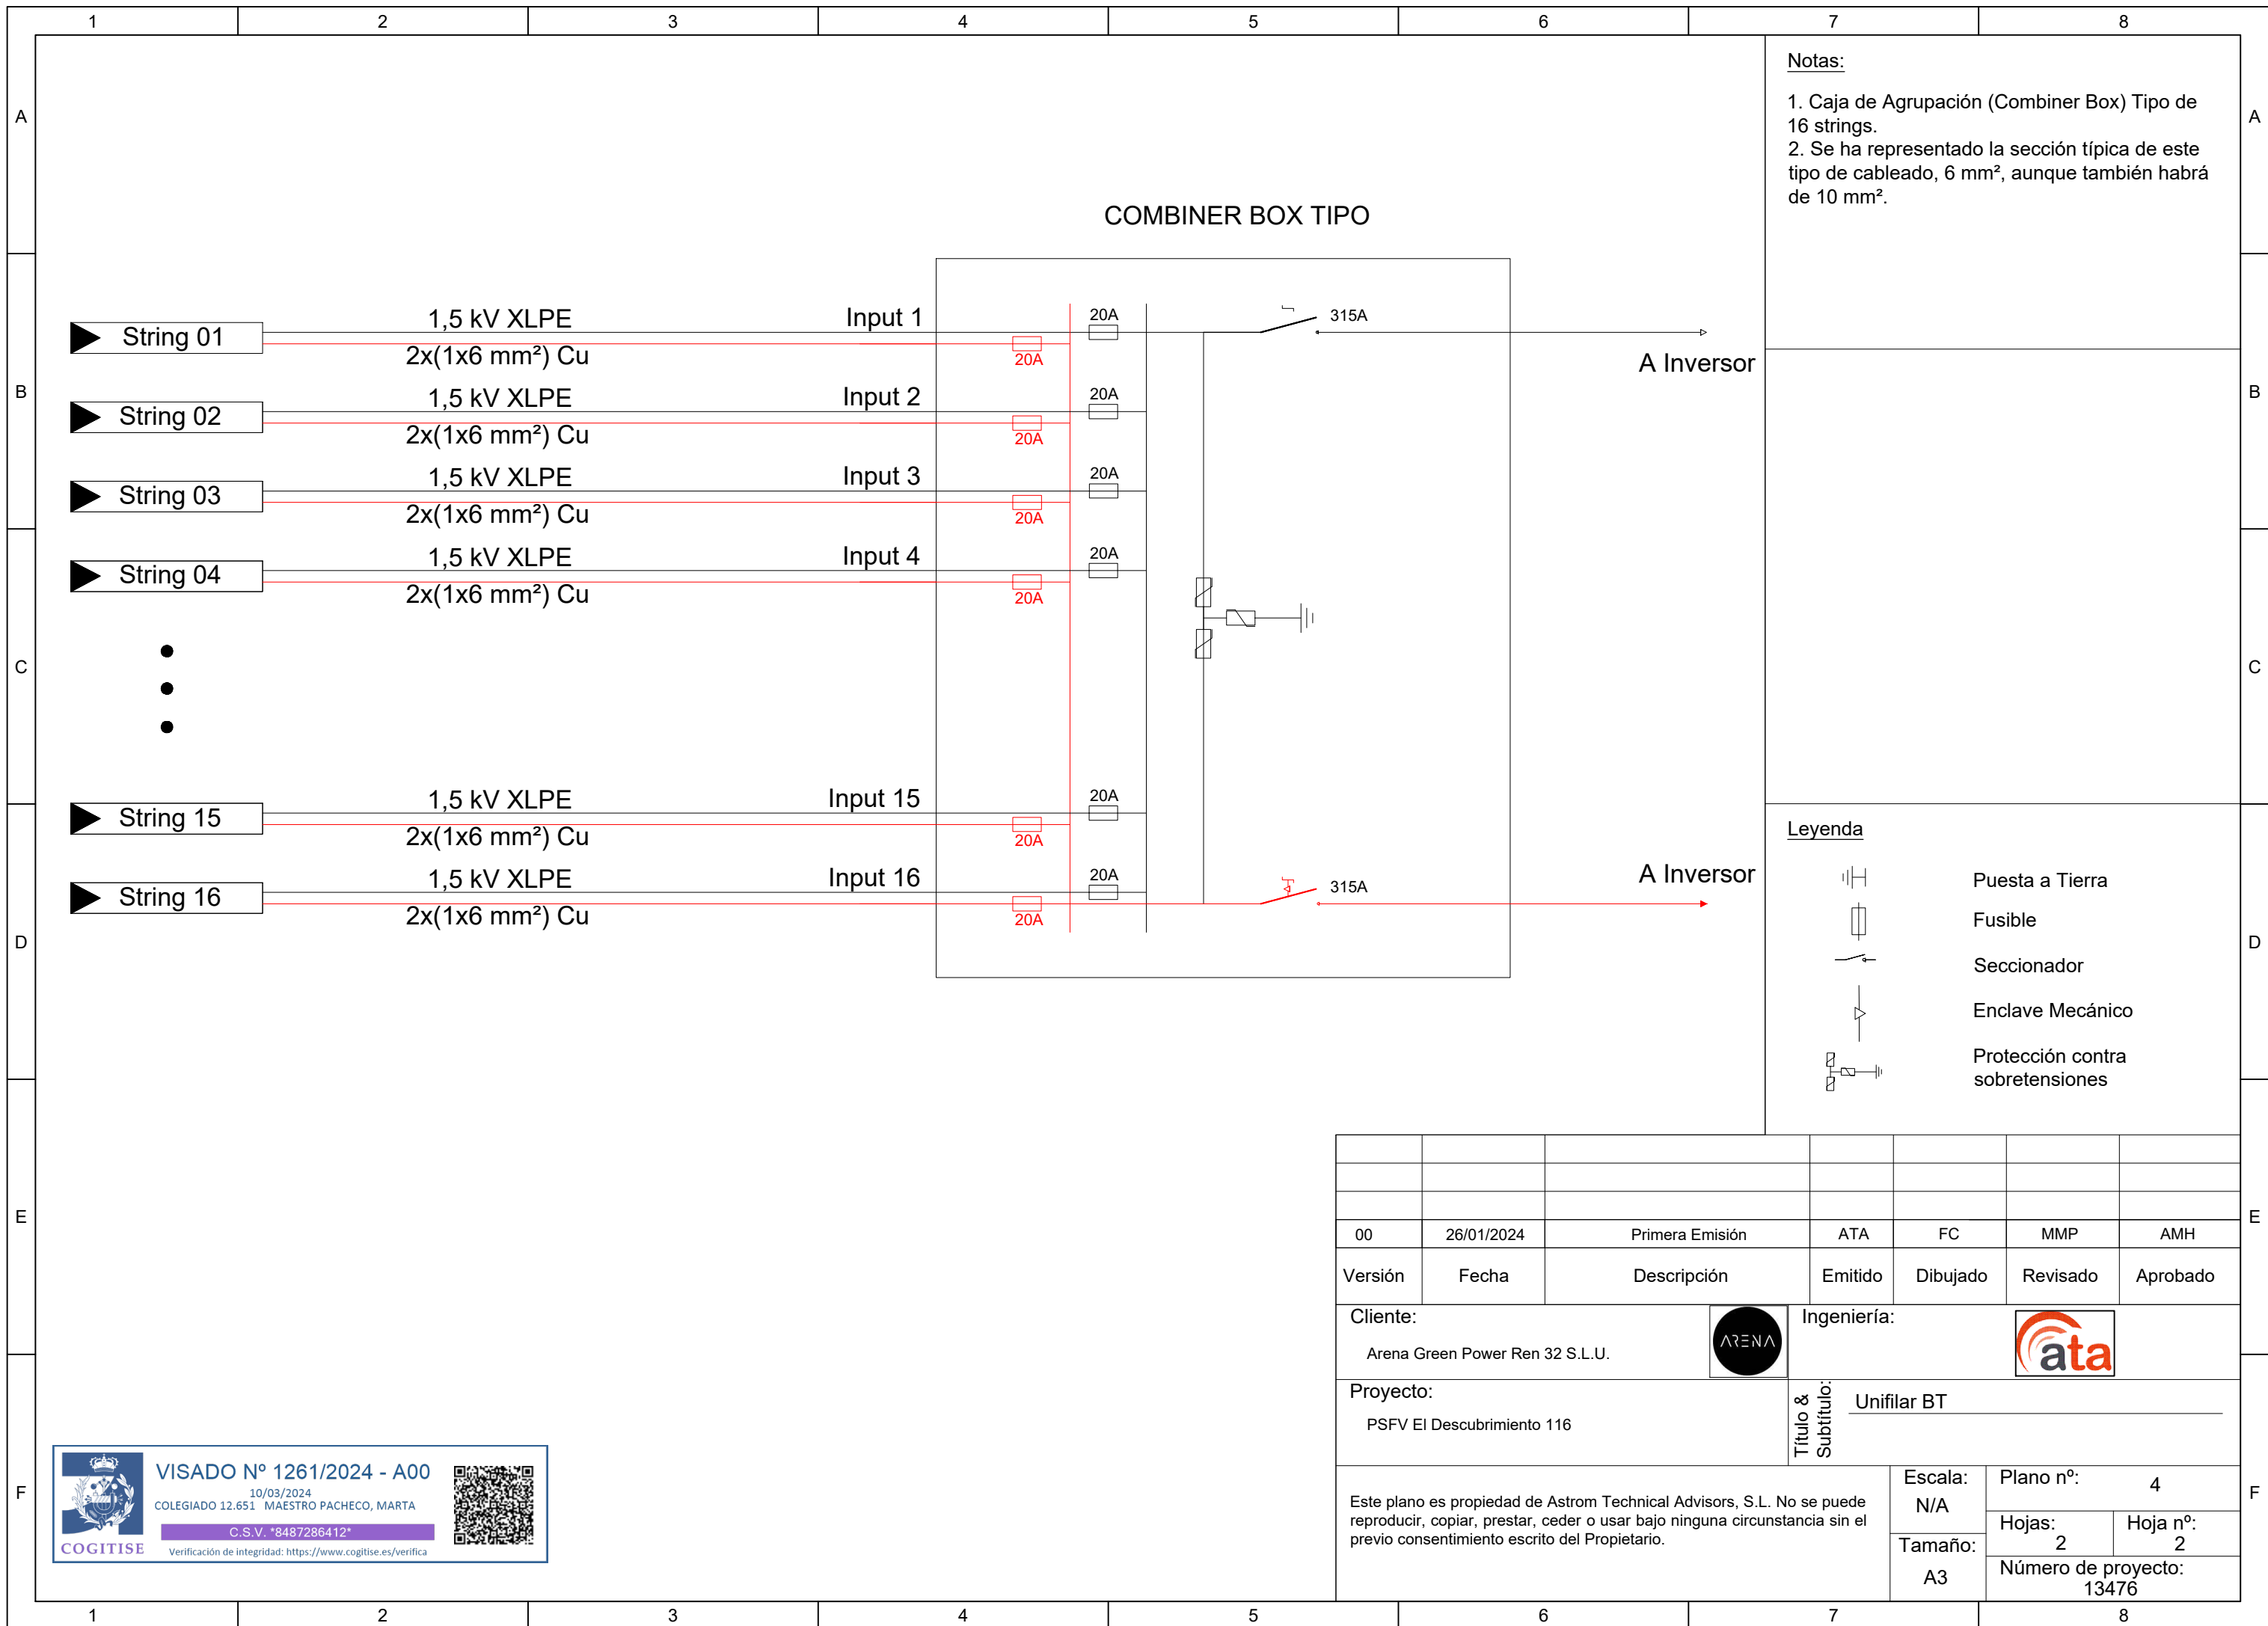 1 2 3 4 5 6 7 8
A A
B B
C C
D D
E E
F F
Notas:
1. Caja de Agrupación (Combiner Box) Tipo de
16 strings.
2. Se ha representado la sección típica de este
tipo de cableado, 6 mm², aunque también habrá
de 10 mm².
COMBINER BOX TIPO
String 01
1,5 kV XLPE
2x(1x6 mm²) Cu
Input 1
20A
20A
315A
A Inversor
String 02
1,5 kV XLPE
2x(1x6 mm²) Cu
Input 2
20A
20A
String 03
1,5 kV XLPE
2x(1x6 mm²) Cu
Input 3
20A
20A
String 04
1,5 kV XLPE
2x(1x6 mm²) Cu
Input 4
20A
20A
String 15
1,5 kV XLPE
2x(1x6 mm²) Cu
Input 15
20A
20A
String 16
1,5 kV XLPE
2x(1x6 mm²) Cu
Input 16
20A
20A
315A
A Inversor
Leyenda
Puesta a Tierra
Fusible
Seccionador
Enclave Mecánico
Protección contra
sobretensiones
00 26/01/2024 Primera Emisión ATA FC MMP AMH
Versión Fecha Descripción Emitido Dibujado Revisado Aprobado
Cliente:
Arena Green Power Ren 32 S.L.U.
ARENA
Ingeniería:
ata
Proyecto:
PSFV El Descubrimiento 116
Título &
Subtítulo:
Unifilar BT
Este plano es propiedad de Astrom Technical Advisors, S.L. No se puede
reproducir, copiar, prestar, ceder o usar bajo ninguna circunstancia sin el
previo consentimiento escrito del Propietario.
Escala:
N/A
Tamaño:
A3
Plano nº:
4
Hojas:
2
Hoja nº:
2
Número de proyecto:
13476
COGITISE
VISADO Nº 1261/2024 - A00
10/03/2024
COLEGIADO 12.651 MAESTRO PACHECO, MARTA
C.S.V. *8487286412*
Verificación de integridad: https://www.cogitise.es/verifica
1 2 3 4 5 6 7 8